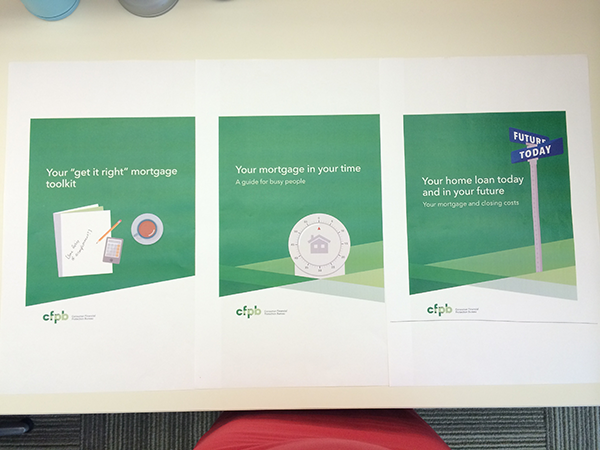 Your “get it right” mortgage
toolkit
cfpb
Consumer Financial
Protection Bureau
Your mortgage in your time
A guide for busy people
cfpb
Consumer Financial
Protection Bureau
FUTURE
TODAY
Your home loan today
and in your future
Your mortgage and closing costs
cfpb
Consumer Financial
Protection Bureau